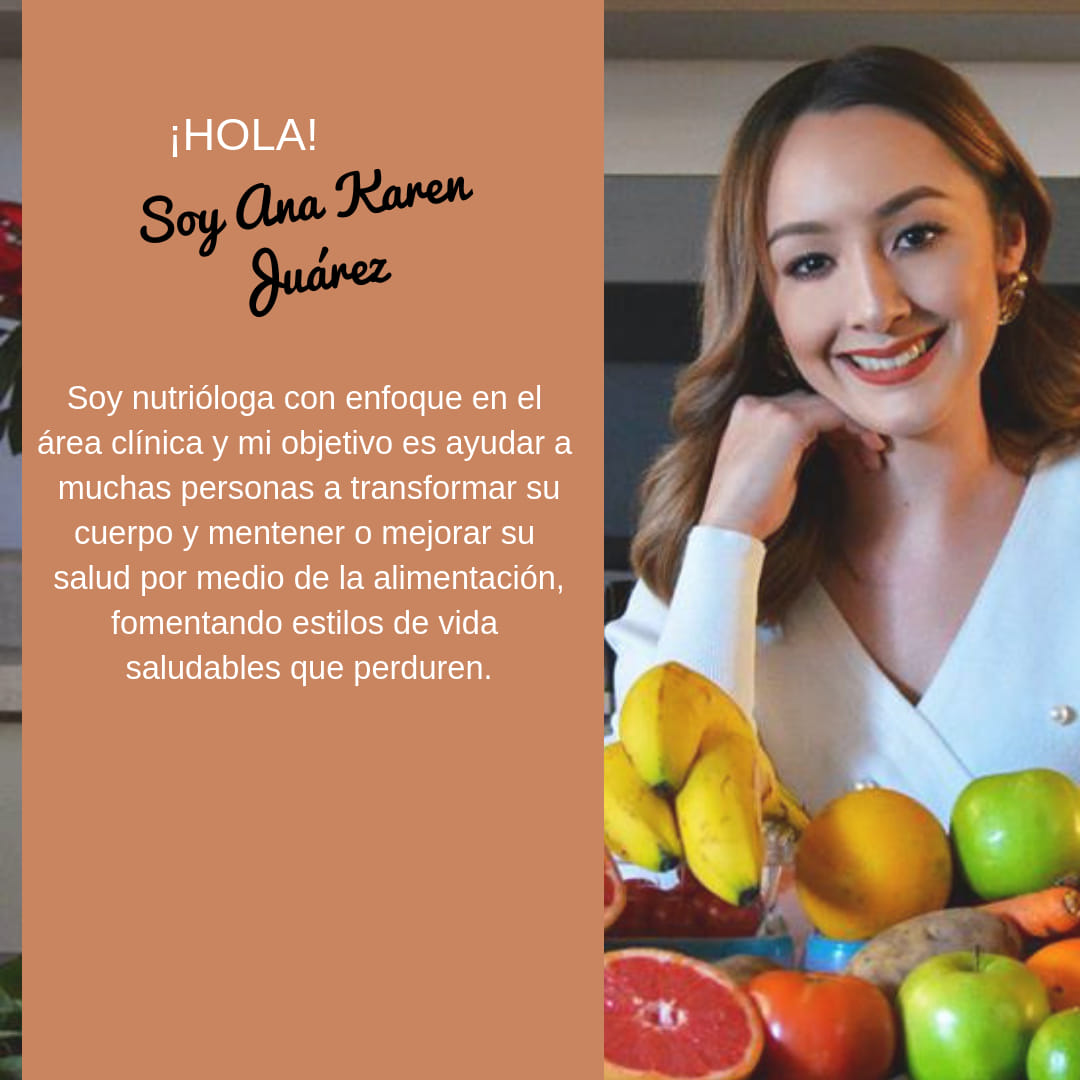 ¡HOLA!
Soy Ana Karen
Juárez
Soy nutrióloga con enfoque en el
área clínica y mi objetivo es ayudar a
muchas personas a transformar su
cuerpo y mentener o mejorar su
salud por medio de la alimentación,
fomentando estilos de vida
saludables que perduren.